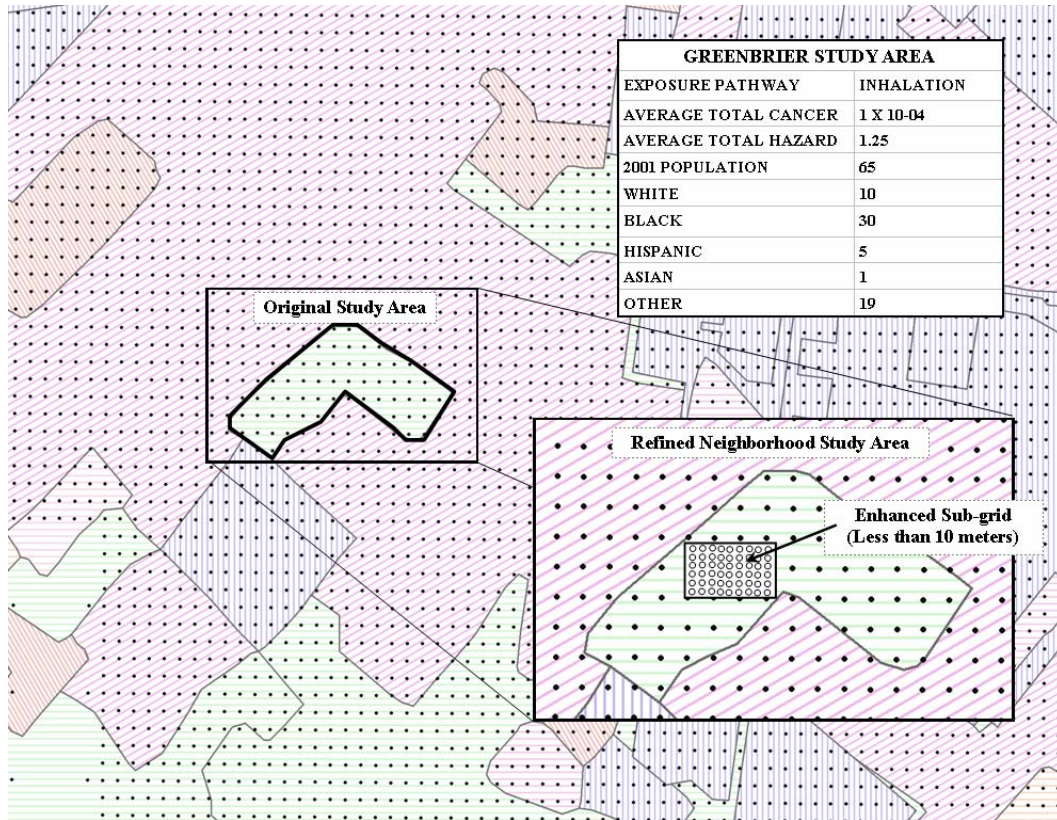 GREENBRIER STUDY AREA
EXPOSURE PATHWAY INHALATION
AVERAGE TOTAL CANCER 1 X 10-04
AVERAGE TOTAL HAZARD 1.25
2001 POPULATION 65
WHITE 10
BLACK 30
HISPANIC 5
ASIAN 1
OTHER 19
Original Study Area
Refined Neighborhood Study Area
Enhanced Sub-grid
(Less than 10 meters)